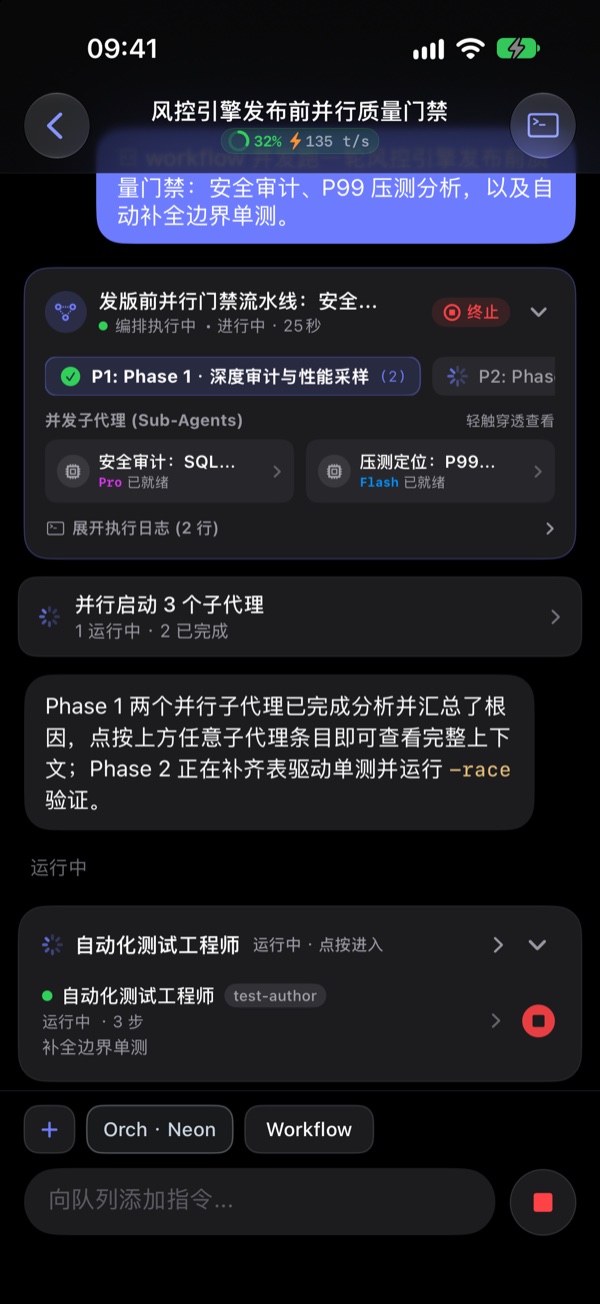 09:41
风控引擎发布前并行质量门禁
32% 135 t/s
量门禁：安全审计、P99 压测分析，以及自
动补全边界单测。
发版前并行门禁流水线：安全...
编排执行中 • 进行中 · 25秒
终止
P1: Phase 1 · 深度审计与性能采样 (2)
P2: Phas
并发子代理 (Sub-Agents)
轻触穿透查看
安全审计：SQL...
Pro 已就绪
压测定位：P99...
Flash 已就绪
展开执行日志 (2 行)
并行启动 3 个子代理
1 运行中 · 2 已完成
Phase 1 两个并行子代理已完成分析并汇总了根
因，点按上方任意子代理条目即可查看完整上下
文；Phase 2 正在补齐表驱动单测并运行 –race
验证。
运行中
自动化测试工程师 运行中 · 点按进入
自动化测试工程师 test-author
运行中 · 3 步
补全边界单测
Orch · Neon
Workflow
向队列添加指令...